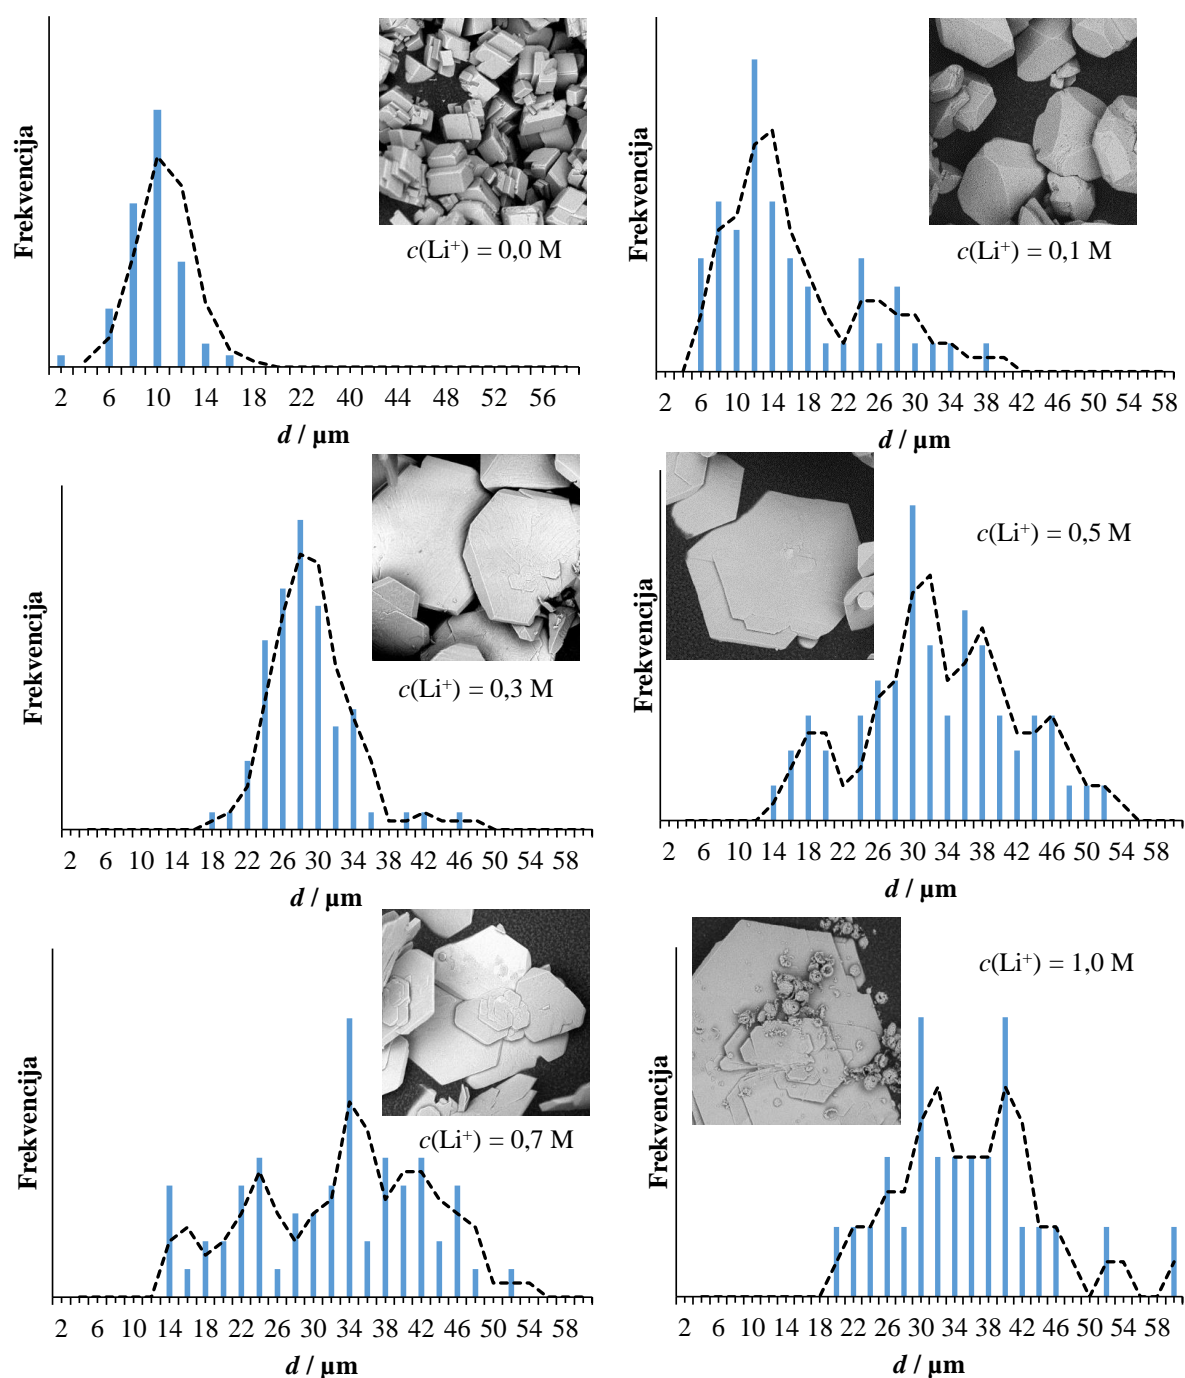 Frekvencija
c(Li⁺) = 0,0 M
2 6 10 14 18 22 40 44 48 52 56
d / µm
Frekvencija
c(Li⁺) = 0,1 M
2 6 10 14 18 22 26 30 34 38 42 46 50 54 58
d / µm
Frekvencija
c(Li⁺) = 0,3 M
2 6 10 14 18 22 26 30 34 38 42 46 50 54 58
d / µm
Frekvencija
c(Li⁺) = 0,5 M
2 6 10 14 18 22 26 30 34 38 42 46 50 54 58
d / µm
Frekvencija
c(Li⁺) = 0,7 M
2 6 10 14 18 22 26 30 34 38 42 46 50 54 58
d / µm
Frekvencija
c(Li⁺) = 1,0 M
2 6 10 14 18 22 26 30 34 38 42 46 50 54 58
d / µm